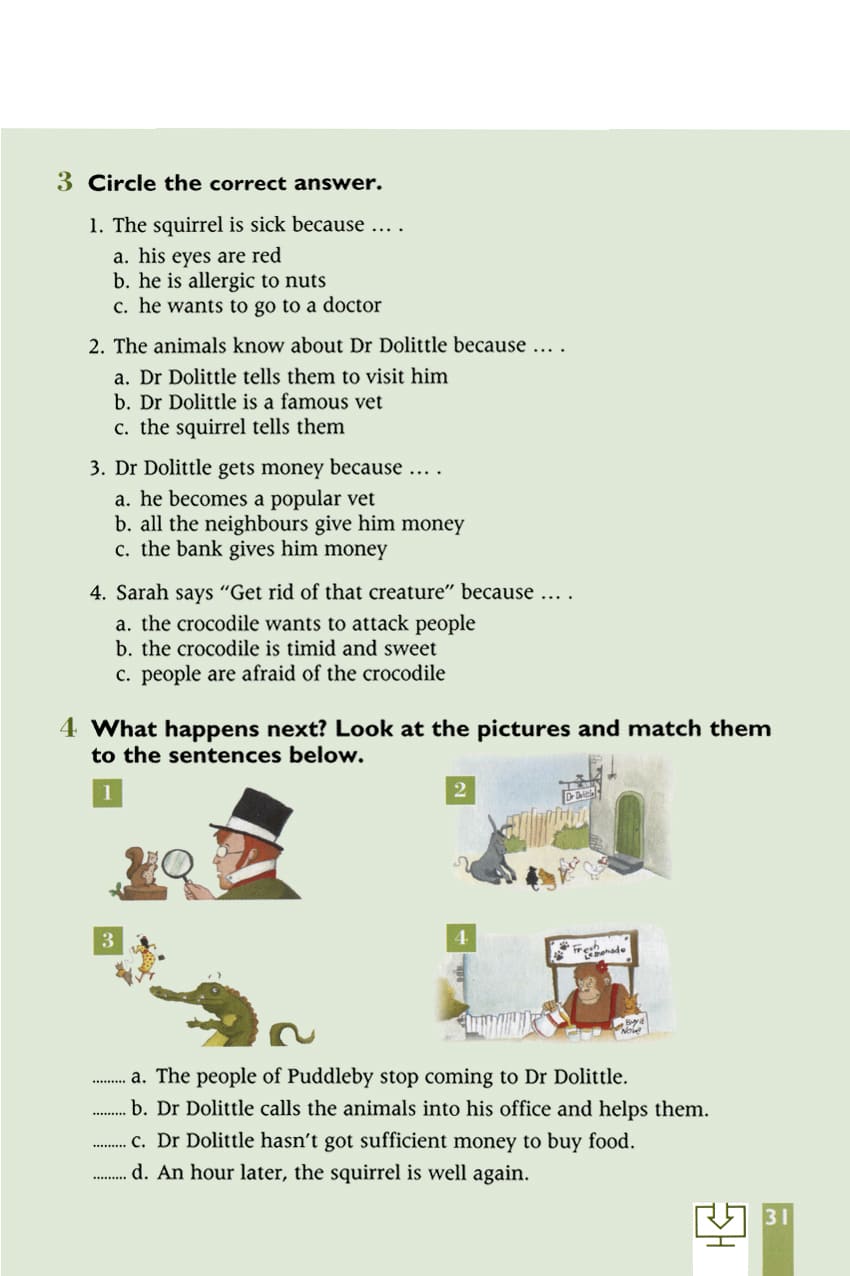 3 Circle the correct answer.
1. The squirrel is sick because ... .
a. his eyes are red
b. he is allergic to nuts
c. he wants to go to a doctor
2. The animals know about Dr Dolittle because ... .
a. Dr Dolittle tells them to visit him
b. Dr Dolittle is a famous vet
c. the squirrel tells them
3. Dr Dolittle gets money because ... .
a. he becomes a popular vet
b. all the neighbours give him money
c. the bank gives him money
4. Sarah says “Get rid of that creature” because ... .
a. the crocodile wants to attack people
b. the crocodile is timid and sweet
c. people are afraid of the crocodile
4 What happens next? Look at the pictures and match them
to the sentences below.
1
2
Dr Dolittle
3
4
Fresh
Lemonade
Buy it
Now!
......... a. The people of Puddleby stop coming to Dr Dolittle.
......... b. Dr Dolittle calls the animals into his office and helps them.
......... c. Dr Dolittle hasn’t got sufficient money to buy food.
......... d. An hour later, the squirrel is well again.
31